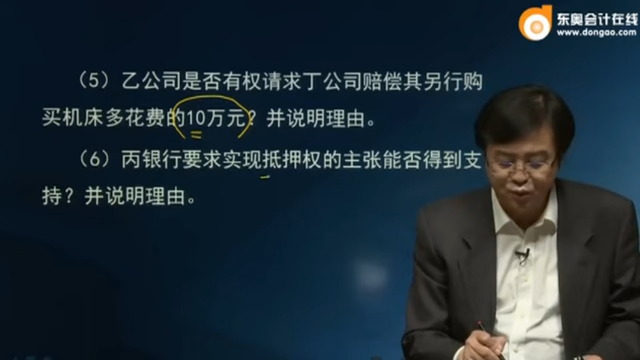 东奥会计在线
www.dongao.com
（5）乙公司是否有权请求丁公司赔偿其另行购
买机床多花费的10万元？并说明理由。
（6）丙银行要求实现抵押权的主张能否得到支
持？并说明理由。